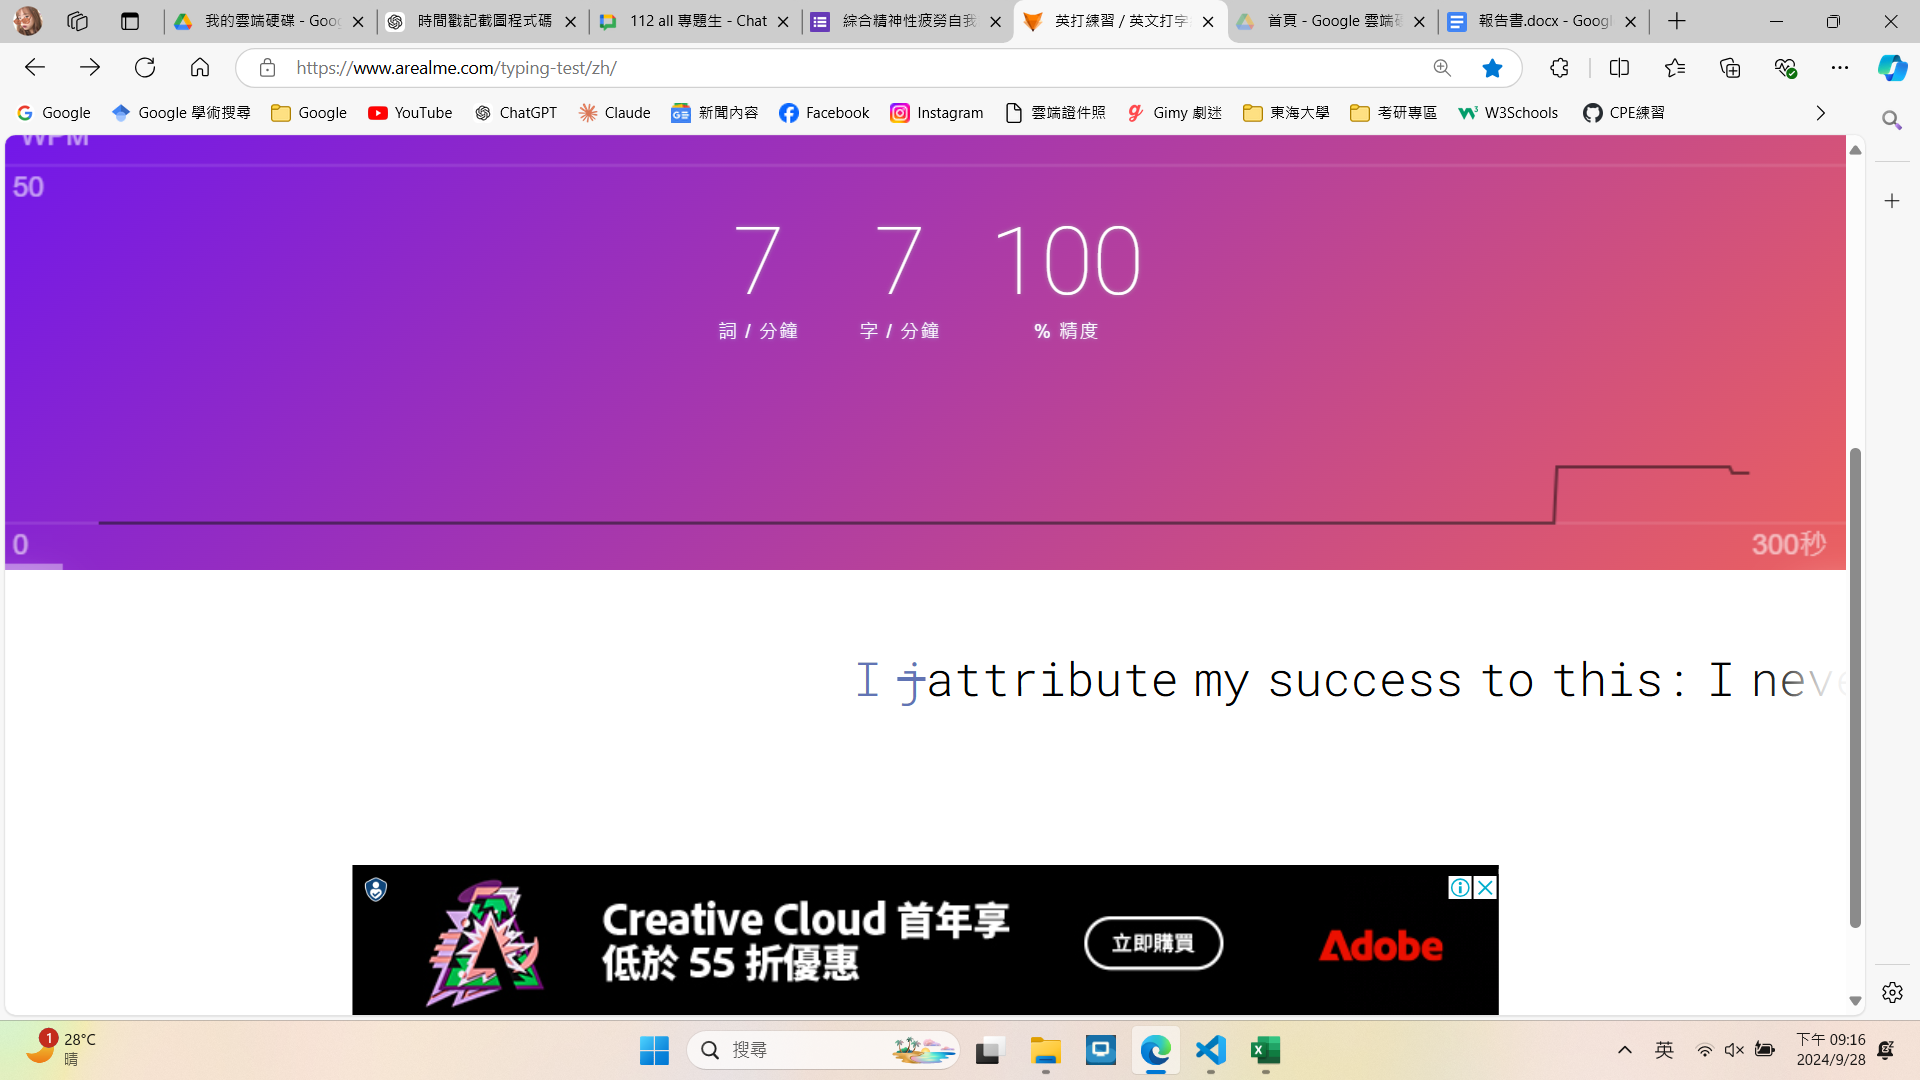 我的雲端硬碟 - Goog
時間戳記截圖程式碼
112 all 專題生 - Chat
綜合精神性疲勞自我
英打練習 / 英文打字
首頁 - Google 雲端硬
報告書.docx - Googl
https://www.arealme.com/typing-test/zh/
Google
Google 學術搜尋
Google
YouTube
ChatGPT
Claude
新聞內容
Facebook
Instagram
雲端證件照
Gimy 劇迷
東海大學
考研專區
W3Schools
CPE練習
WPM
50
7 7 100
詞 / 分鐘 字 / 分鐘 % 精度
0 300秒
I jattribute my success to this: I neve
Creative Cloud 首年享
低於 55 折優惠
立即購買
Adobe
1
28°C
晴
搜尋
英
下午 09:16
2024/9/28